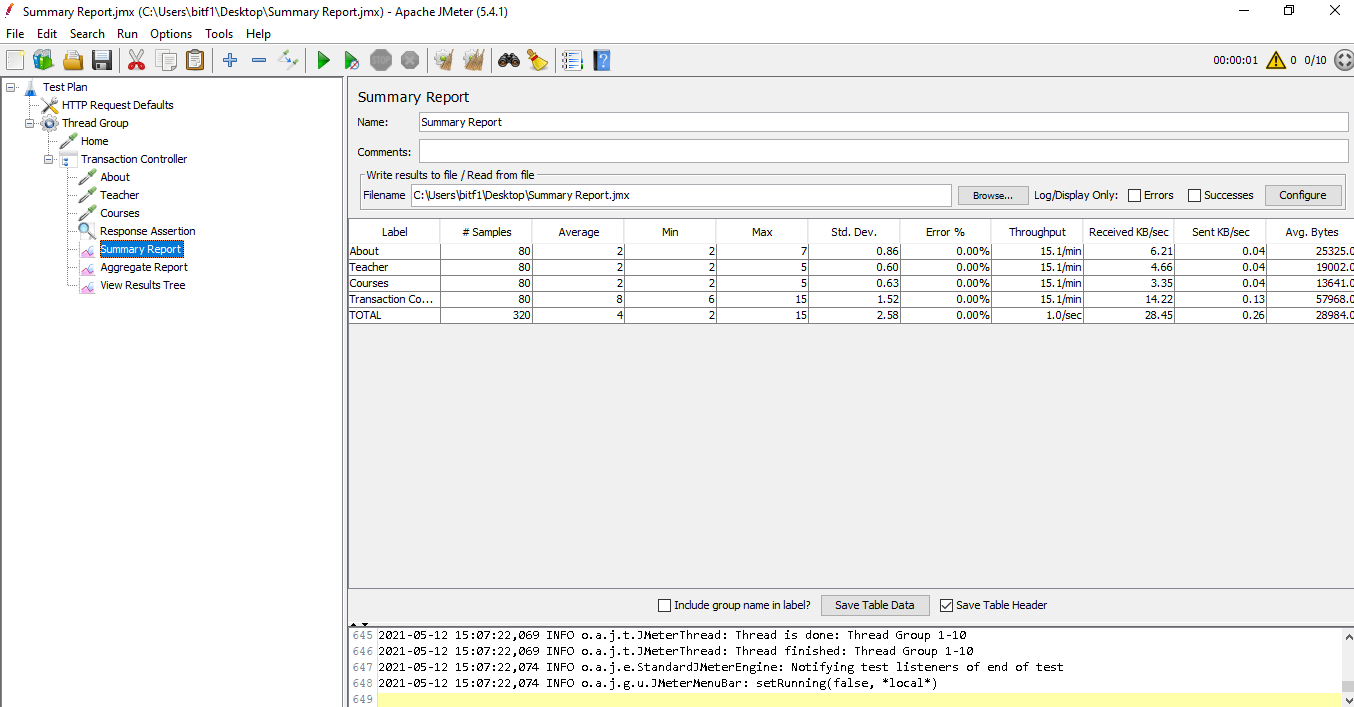 Summary Report.jmx (C:\Users\bitf1\Desktop\Summary Report.jmx) - Apache JMeter (5.4.1)
File Edit Search Run Options Tools Help
STOP 00:00:01 0 0/10
Test Plan
HTTP Request Defaults
Thread Group
Home
Transaction Controller
About
Teacher
Courses
Response Assertion
Summary Report
Aggregate Report
View Results Tree
Summary Report
Name: Summary Report
Comments:
Write results to file / Read from file
Filename C:\Users\bitf1\Desktop\Summary Report.jmx Browse... Log/Display Only: Errors Successes Configure
Label # Samples Average Min Max Std. Dev. Error % Throughput Received KB/sec Sent KB/sec Avg. Bytes
About 80 2 2 7 0.86 0.00% 15.1/min 6.21 0.04 25325.0
Teacher 80 2 2 5 0.60 0.00% 15.1/min 4.66 0.04 19002.0
Courses 80 2 2 5 0.63 0.00% 15.1/min 3.35 0.04 13641.0
Transaction Co... 80 8 6 15 1.52 0.00% 15.1/min 14.22 0.13 57968.0
TOTAL 320 4 2 15 2.58 0.00% 1.0/sec 28.45 0.26 28984.0
Include group name in label? Save Table Data Save Table Header
645 2021-05-12 15:07:22,069 INFO o.a.j.t.JMeterThread: Thread is done: Thread Group 1-10
646 2021-05-12 15:07:22,069 INFO o.a.j.t.JMeterThread: Thread finished: Thread Group 1-10
647 2021-05-12 15:07:22,074 INFO o.a.j.e.StandardJMeterEngine: Notifying test listeners of end of test
648 2021-05-12 15:07:22,074 INFO o.a.j.g.u.JMeterMenuBar: setRunning(false, *local*)
649